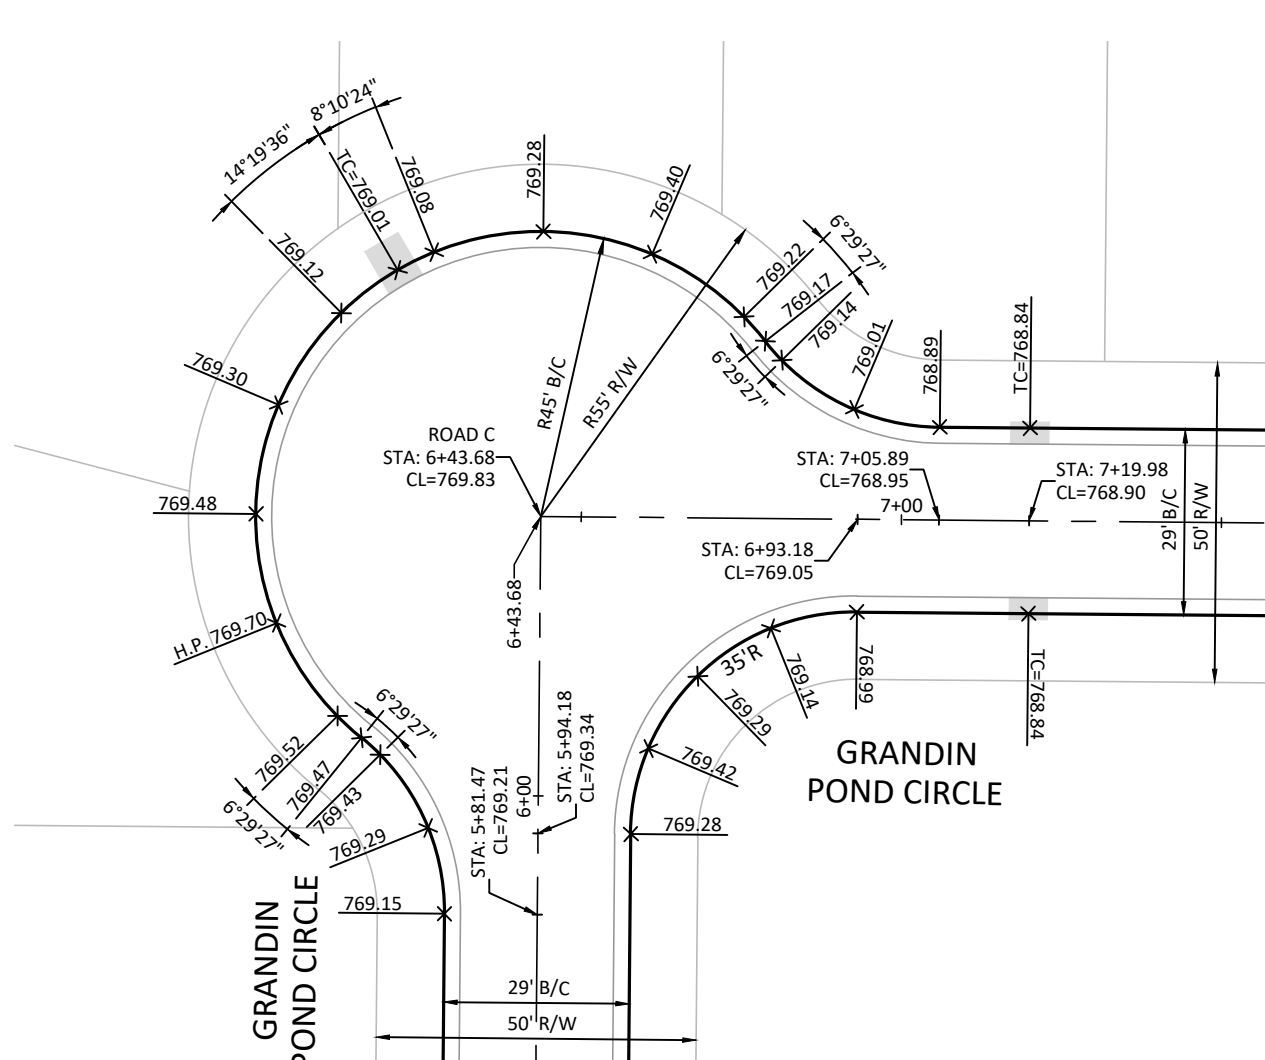 8°10'24"
14°19'36"
TC=769.01
769.08
769.28
769.40
6°29'27"
769.22
769.12
769.17
769.14
769.01
768.89
TC=768.84
6°29'27"
769.30
R45' B/C
R55' R/W
ROAD C
STA: 6+43.68
CL=769.83
STA: 7+05.89
CL=768.95
7+00
STA: 7+19.98
CL=768.90
29' B/C
50' R/W
769.48
STA: 6+93.18
CL=769.05
6+43.68
H.P. 769.70
35'R
769.14
768.99
TC=768.84
769.29
769.42
769.28
6°29'27"
769.52
769.47
769.43
6°29'27"
769.29
769.15
STA: 5+81.47
CL=769.21
6+00
STA: 5+94.18
CL=769.34
GRANDIN
POND CIRCLE
GRANDIN
POND CIRCLE
29' B/C
50' R/W